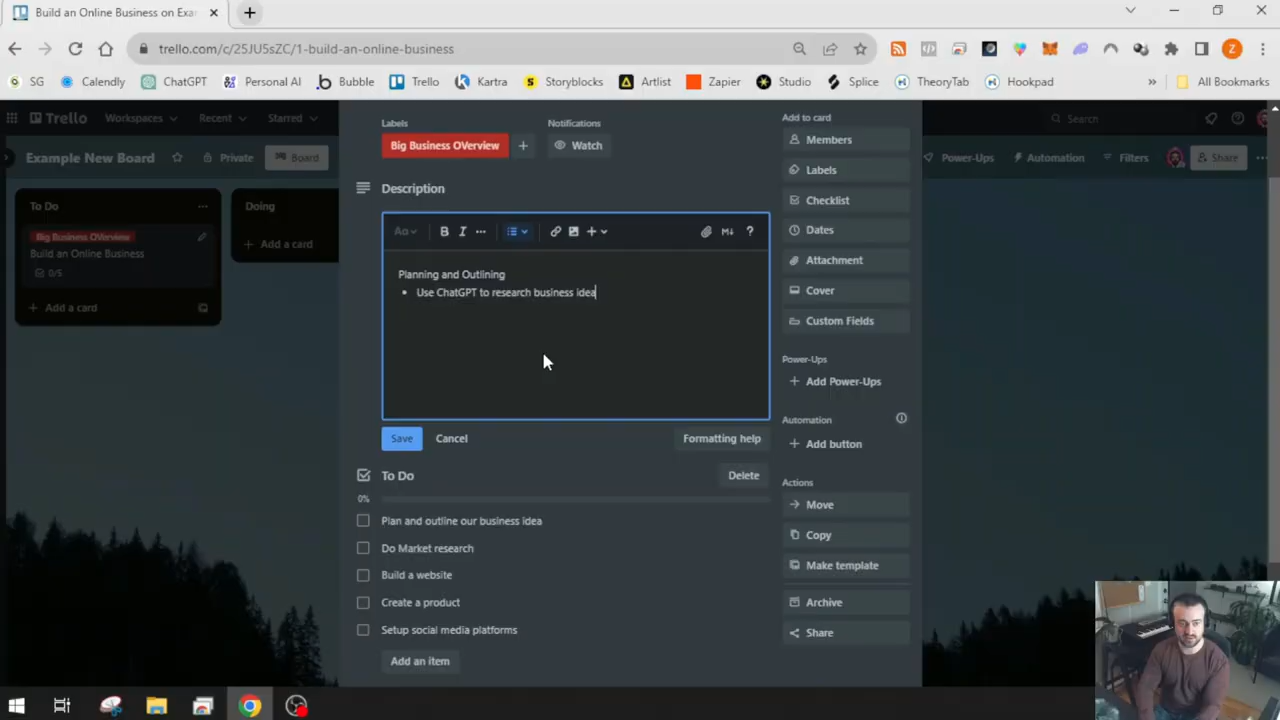 Build an Online Business on Exa
trello.com/c/25JU5sZC/1-build-an-online-business
Z
SG Calendly ChatGPT Personal AI Bubble Trello Kartra Storyblocks Artlist Zapier Studio Splice TheoryTab Hookpad » All Bookmarks
Trello Workspaces Recent Starred Search
Example New Board Private Board Power-Ups Automation Filters Share
To Do
Big Business OVerview
Build an Online Business
0/5
+ Add a card
Doing
+ Add a card
Labels
Big Business OVerview +
Notifications
Watch
Description
Aa B I ... + M↓ ?
Planning and Outlining
• Use ChatGPT to research business idea
Save Cancel Formatting help
To Do Delete
0%
Plan and outline our business idea
Do Market research
Build a website
Create a product
Setup social media platforms
Add an item
Add to card
Members
Labels
Checklist
Dates
Attachment
Cover
Custom Fields
Power-Ups
+ Add Power-Ups
Automation
+ Add button
Actions
Move
Copy
Make template
Archive
Share